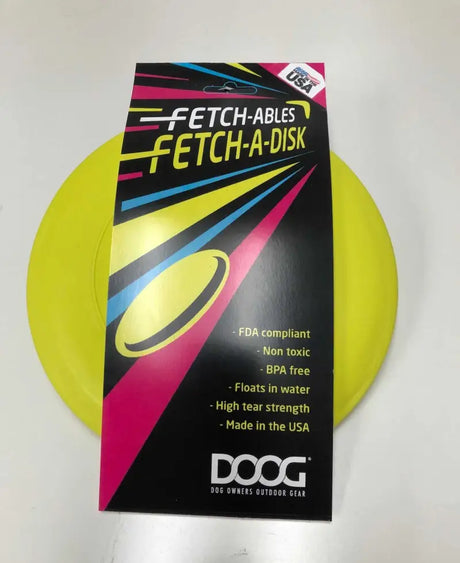 USA
FETCH-ABLES
FETCH-A-DISK
- FDA compliant
- Non toxic
- BPA free
- Floats in water
- High tear strength
- Made in the USA
DOOG®
DOG OWNERS OUTDOOR GEAR